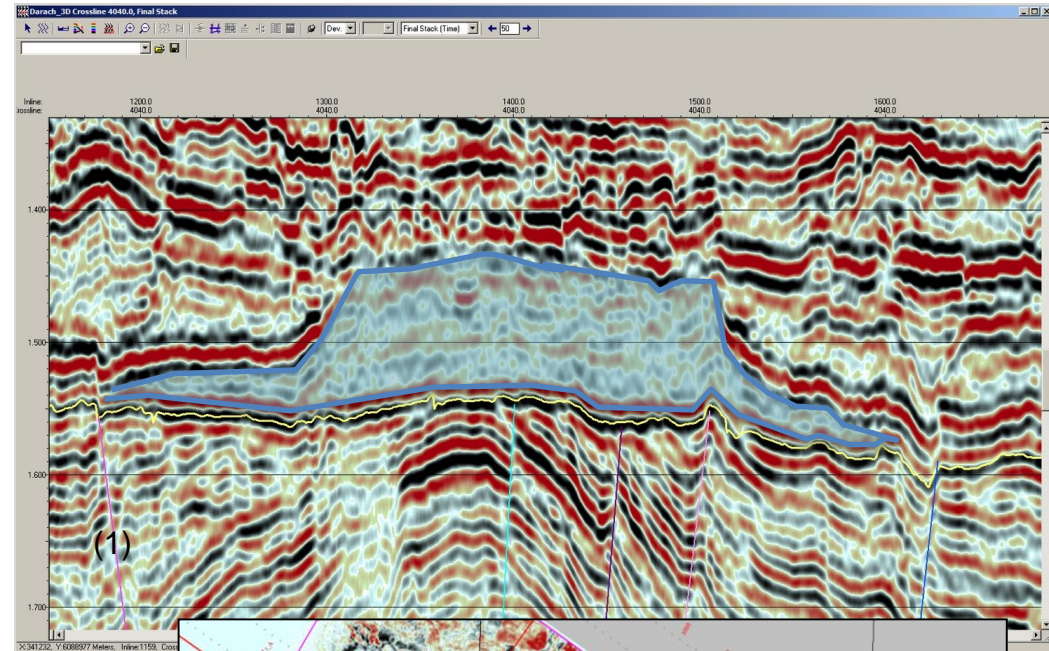 Darach_3D Crossline 4040.0, Final Stack
Dev. Final Stack (Time) 50
Inline: 1200.0 1300.0 1400.0 1500.0 1600.0
rossline: 4040.0 4040.0 4040.0 4040.0 4040.0
1.400
1.500
1.600
(1)
1.700
X:341232, Y:6088977 Meters, Inline:1159, Cross